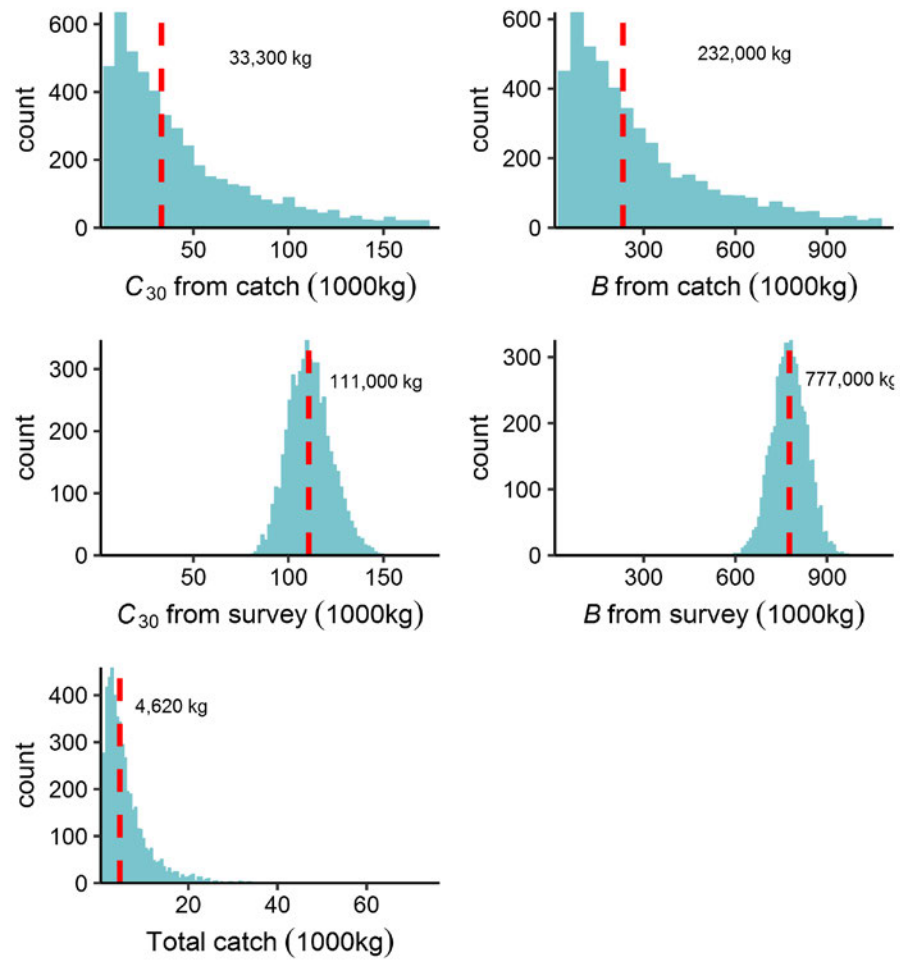 600
400
200
0
count
33,300 kg
50
100
150
C30 from catch (1000kg)
600
400
200
0
count
232,000 kg
300
600
900
B from catch (1000kg)
300
200
100
0
count
111,000 kg
50
100
150
C30 from survey (1000kg)
300
200
100
0
count
777,000 kg
300
600
900
B from survey (1000kg)
400
300
200
100
0
count
4,620 kg
20
40
60
Total catch (1000kg)